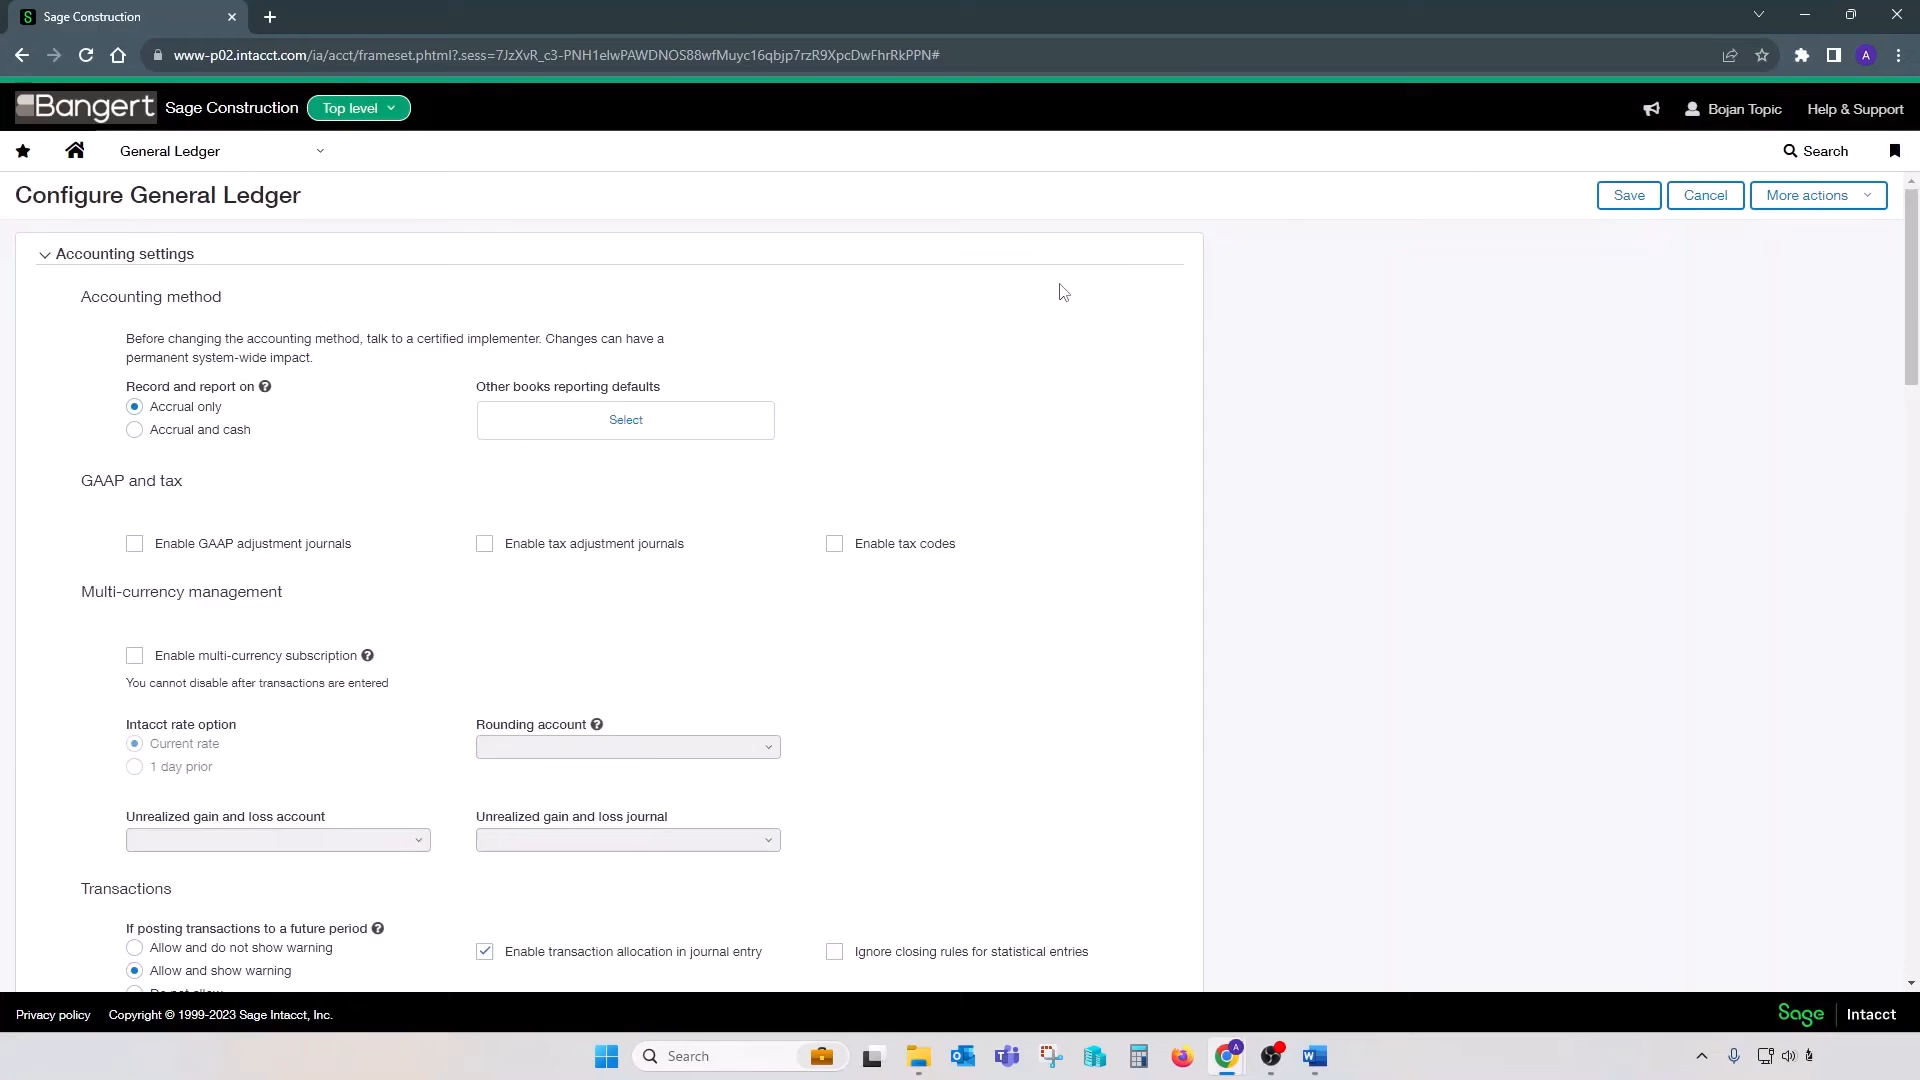 Sage Construction
www-p02.intacct.com/ia/acct/frameset.phtml?.sess=7JzXvR_c3-PNH1elwPAWDNOS88wfMuyc16qbjp7rzR9XpcDwFhrRkPPN#
A
Bangert Sage Construction Top level
Bojan Topic Help & Support
General Ledger
Search
Configure General Ledger
Save Cancel More actions
Accounting settings
Accounting method
Before changing the accounting method, talk to a certified implementer. Changes can have a
permanent system-wide impact.
Record and report on Other books reporting defaults
Accrual only
Select
Accrual and cash
GAAP and tax
Enable GAAP adjustment journals Enable tax adjustment journals Enable tax codes
Multi-currency management
Enable multi-currency subscription
You cannot disable after transactions are entered
Intacct rate option Rounding account
Current rate
1 day prior
Unrealized gain and loss account Unrealized gain and loss journal
Transactions
If posting transactions to a future period
Allow and do not show warning
Enable transaction allocation in journal entry Ignore closing rules for statistical entries
Allow and show warning
Do not allow
Privacy policy Copyright © 1999-2023 Sage Intacct, Inc.
Sage Intacct
Search